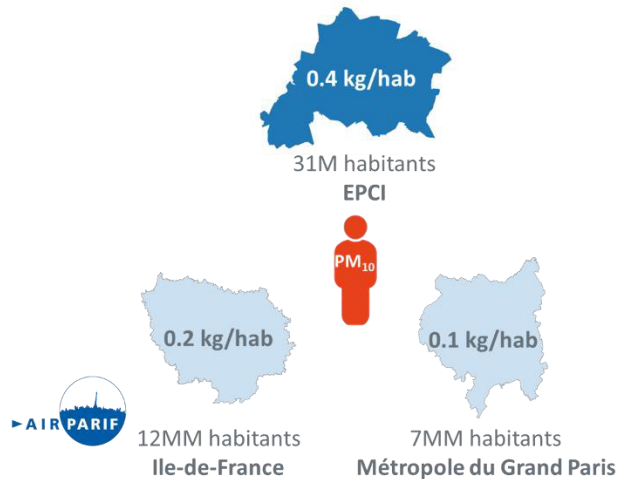 0.4 kg/hab
31M habitants
EPCI
PM₁₀
0.2 kg/hab
0.1 kg/hab
AIRPARIF
12MM habitants
7MM habitants
Ile-de-France
Métropole du Grand Paris